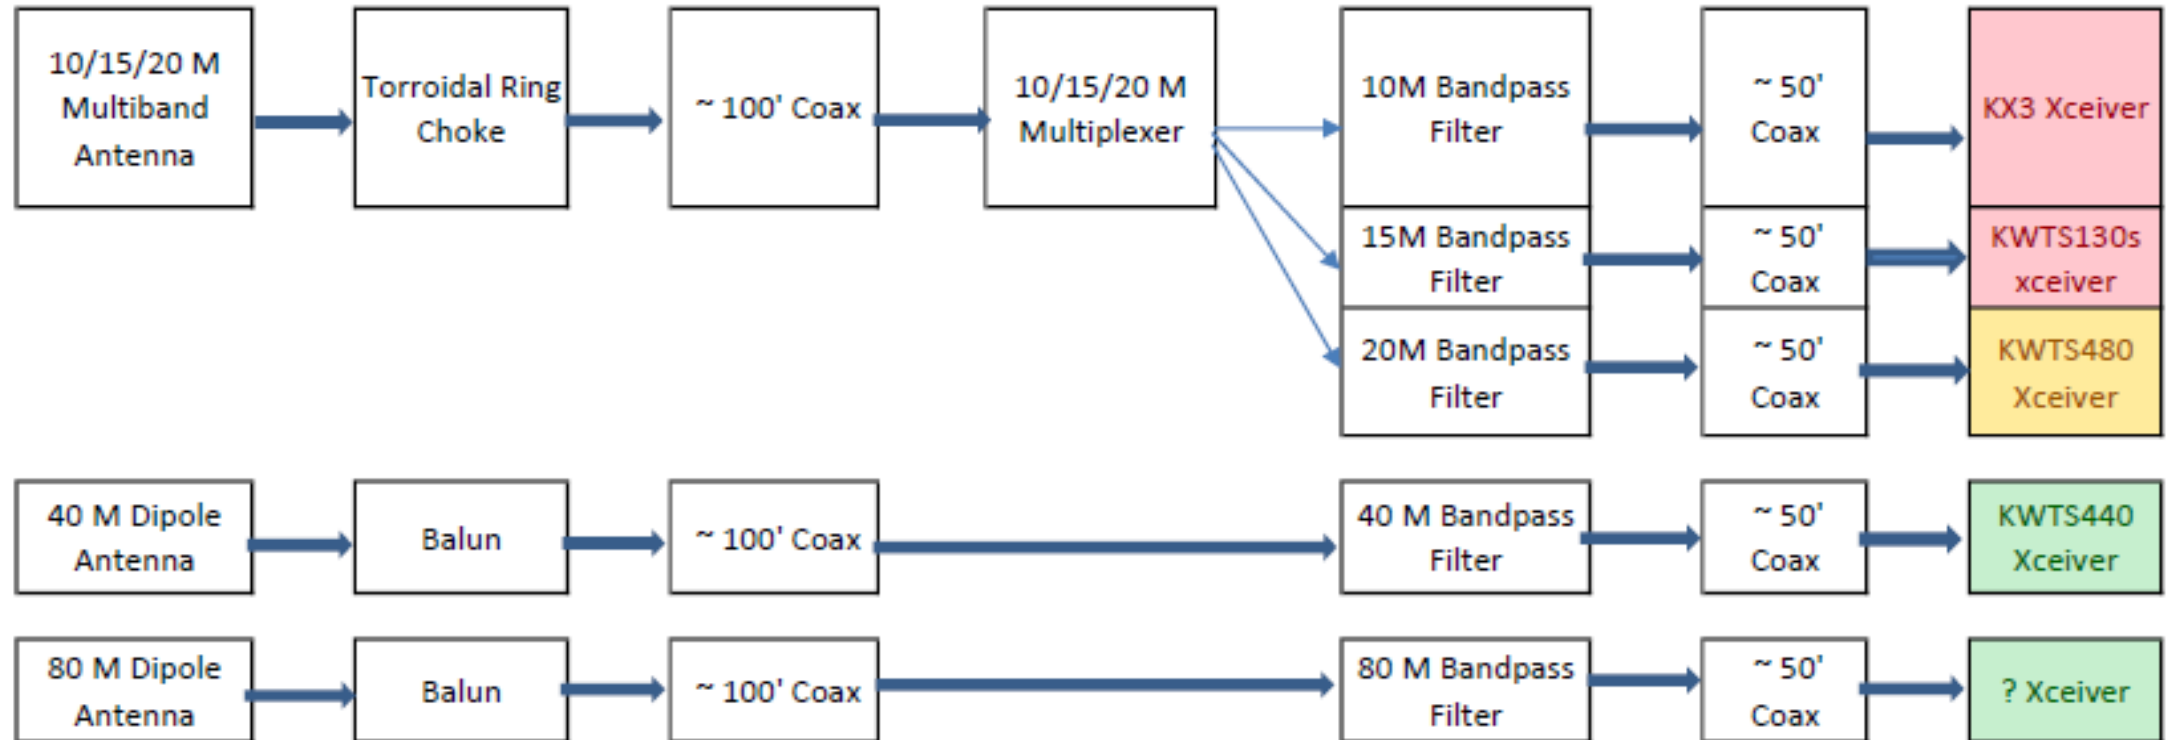 10/15/20 M
Multiband
Antenna
Torroidal Ring
Choke
~ 100' Coax
10/15/20 M
Multiplexer
10M Bandpass
Filter
~ 50'
Coax
KX3 Xceiver
15M Bandpass
Filter
~ 50'
Coax
KWTS130s
xceiver
20M Bandpass
Filter
~ 50'
Coax
KWTS480
Xceiver
40 M Dipole
Antenna
Balun
~ 100' Coax
40 M Bandpass
Filter
~ 50'
Coax
KWTS440
Xceiver
80 M Dipole
Antenna
Balun
~ 100' Coax
80 M Bandpass
Filter
~ 50'
Coax
? Xceiver